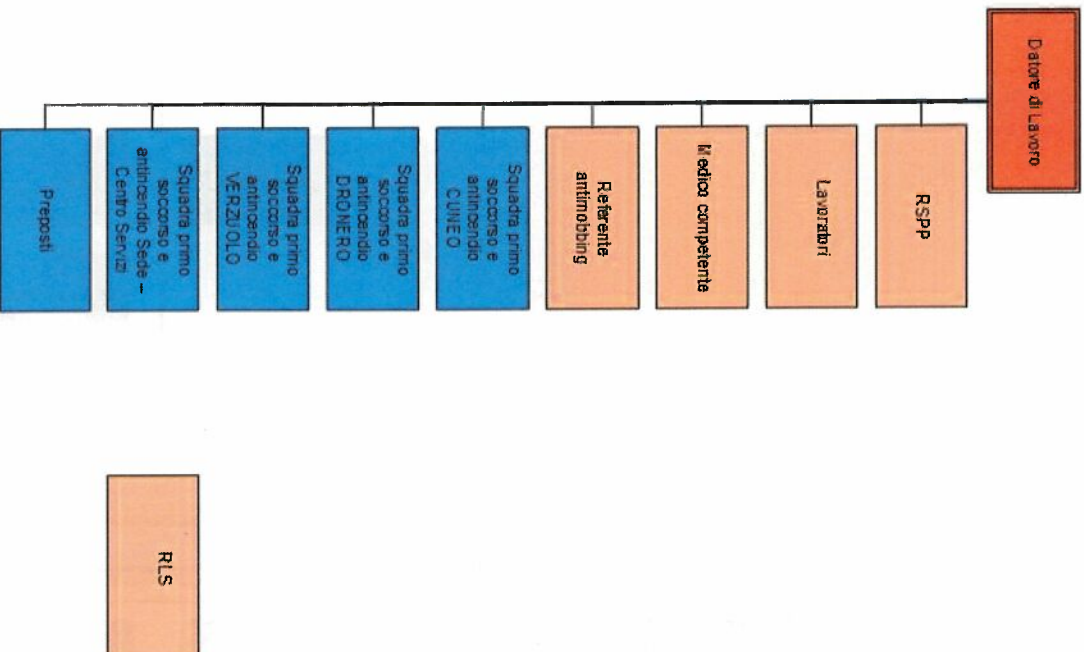 Datore di Lavoro
RSPP
Lavoratori
Medico competente
Referente
antimobbing
Squadra primo
soccorso e
antincendio
CUNEO
Squadra primo
soccorso e
antincendio
DRONERO
Squadra primo
soccorso e
antincendio
VERZUOLO
Squadra primo
soccorso e
antincendio Sede –
Centro Servizi
Preposti
RLS